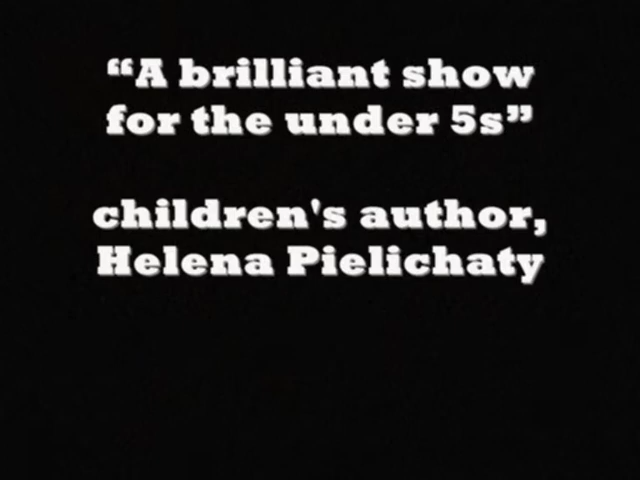 “A brilliant show
for the under 5s”
children's author,
Helena Pielichaty